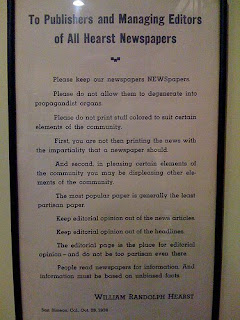 To Publishers and Managing Editors
of All Hearst Newspapers
Please keep our newspapers NEWSpapers
Please do not allow them to degenerate into
propagandist organs
Please do not print stuff colored to suit certain
elements of the community.
First, you are not then printing the news with
the impartiality that a newspaper should.
And second, in pleasing certain elements of
the community you may be displeasing other ele-
ments of the community.
The most popular paper is generally the least
partisan paper
Keep editorial opinion out of the news articles.
Keep editorial opinion out of the headlines.
The editorial page is the place for editorial
opinion—and do not be too partisan even there
People read newspapers for information. And
information must be based on unbiased facts.
WILLIAM RANDOLPH HEARST
San Simeon, Cal., Oct.